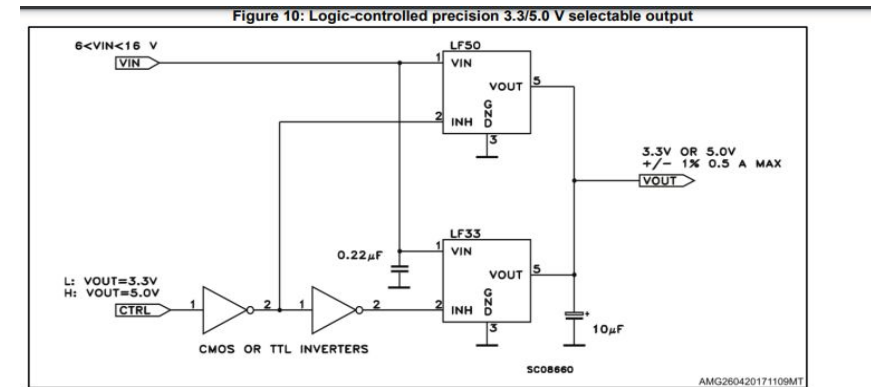 Figure 10: Logic-controlled precision 3.3/5.0 V selectable output
6<VIN<16 V
VIN
LF50
1 VIN
VOUT 5
2 INH
GND
3
3.3V OR 5.0V
+/- 1% 0.5 A MAX
VOUT
LF33
1 VIN
0.22µF
VOUT 5
L: VOUT=3.3V
H: VOUT=5.0V
CTRL
1 2 1 2
2 INH
GND
3
+
10µF
CMOS OR TTL INVERTERS
SC08660
AMG260420171109MT